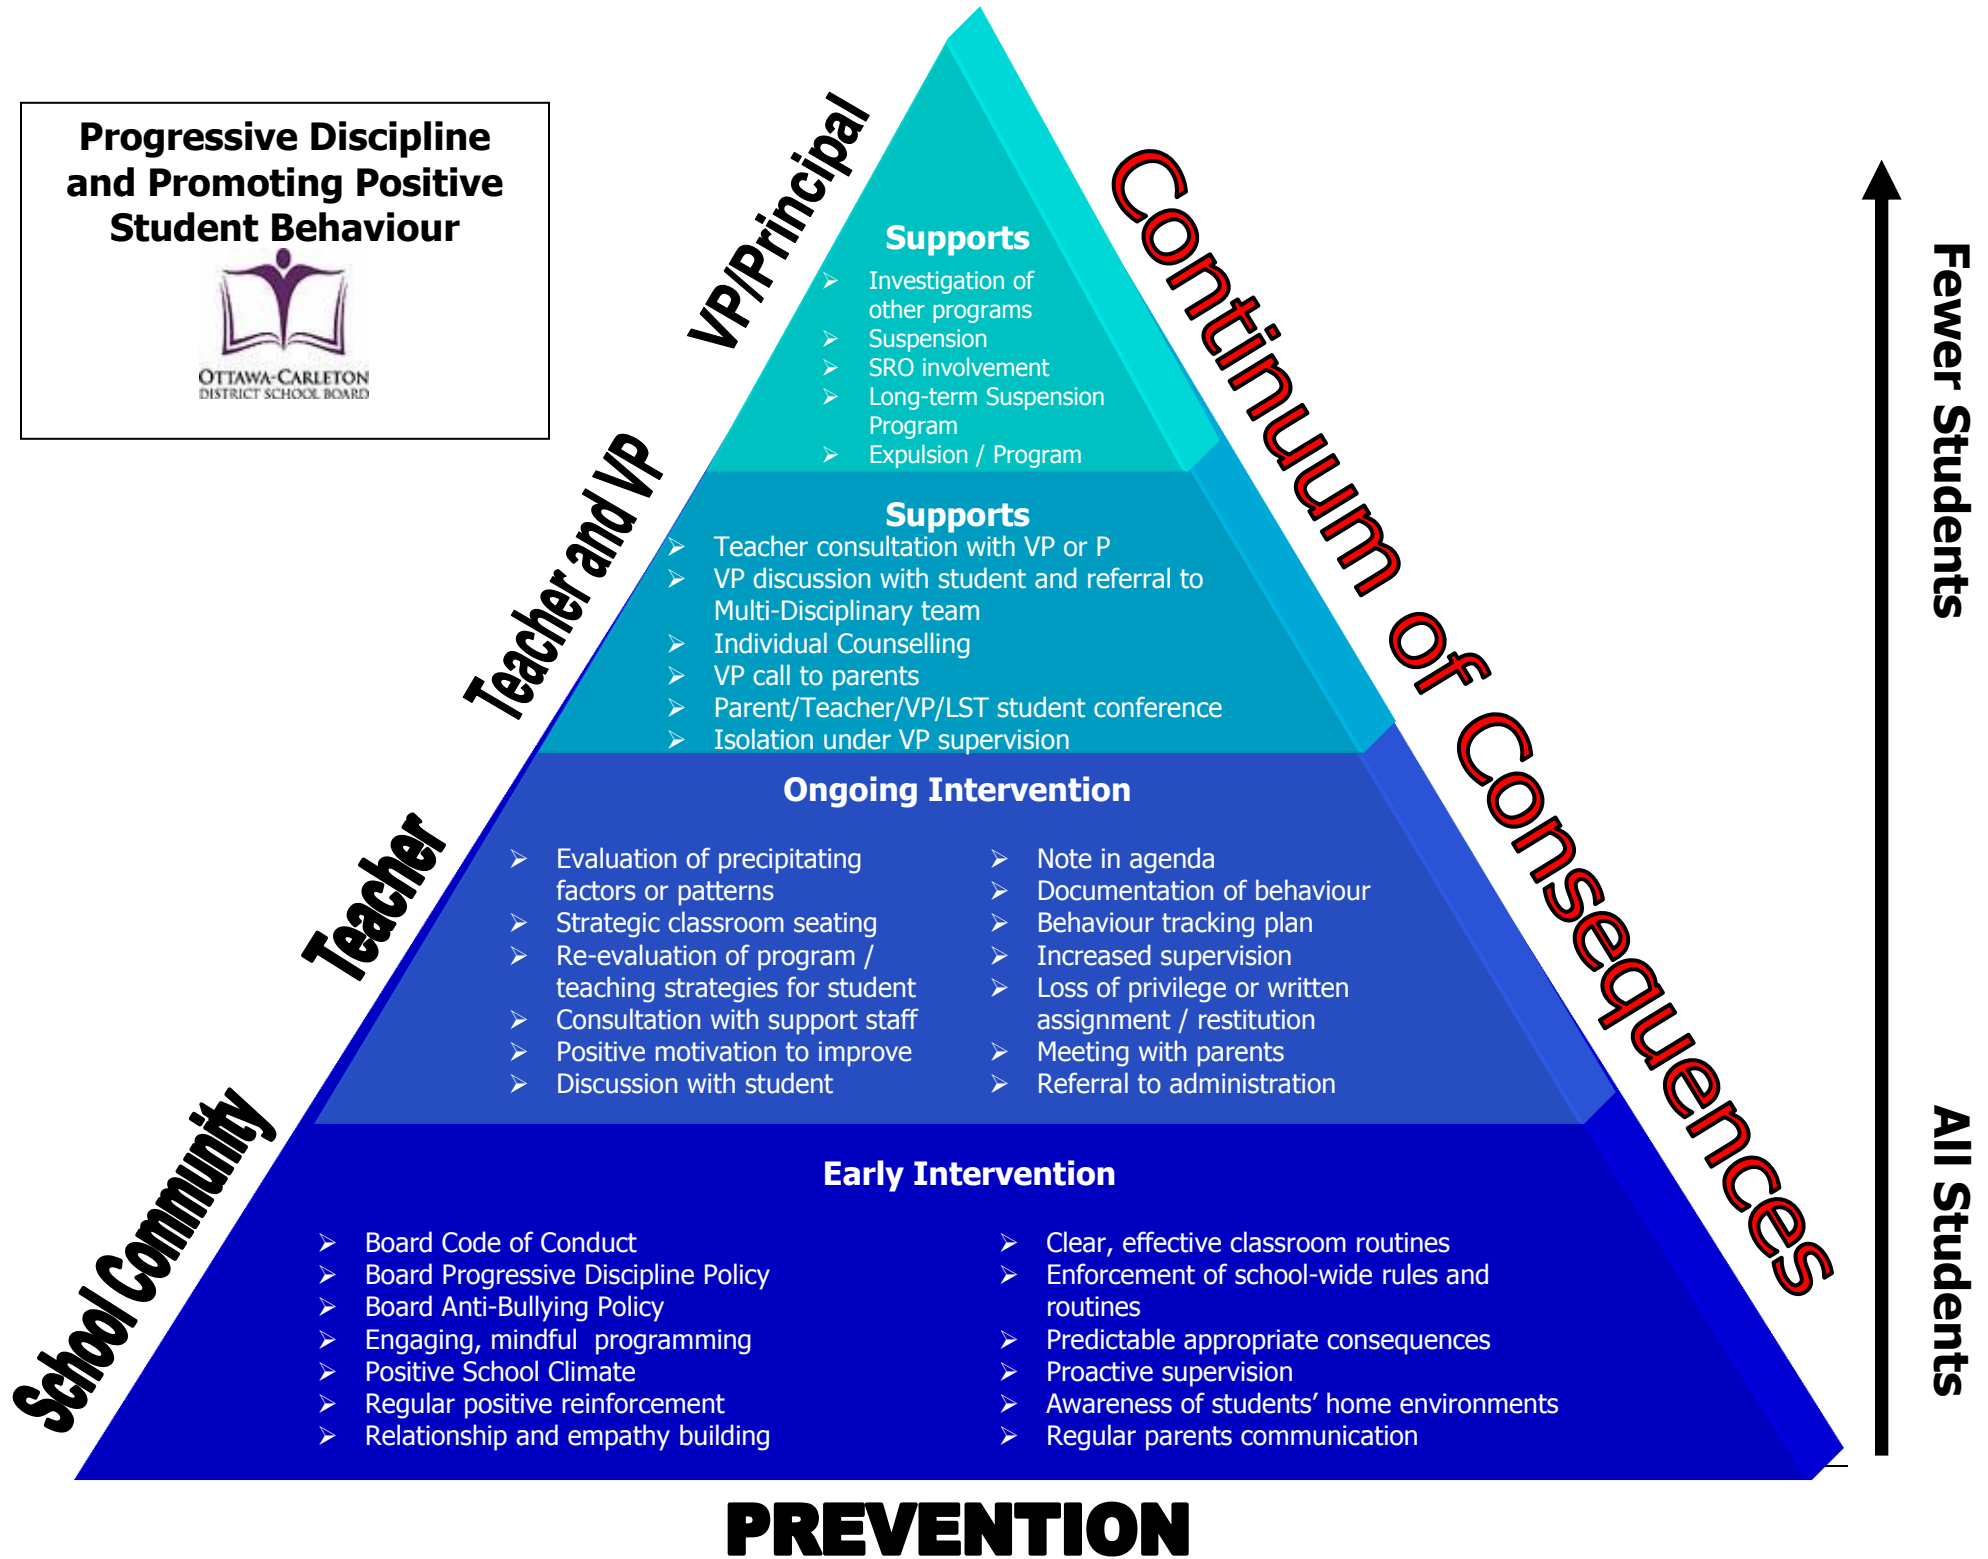 Progressive Discipline
and Promoting Positive
Student Behaviour
OTTAWA-CARLETON
DISTRICT SCHOOL BOARD
VP/Principal
Supports
➢ Investigation of
other programs
➢ Suspension
➢ SRO involvement
➢ Long-term Suspension
Program
➢ Expulsion / Program
Teacher and VP
Supports
➢ Teacher consultation with VP or P
➢ VP discussion with student and referral to
Multi-Disciplinary team
➢ Individual Counselling
➢ VP call to parents
➢ Parent/Teacher/VP/LST student conference
➢ Isolation under VP supervision
Teacher
Ongoing Intervention
➢ Evaluation of precipitating
factors or patterns
➢ Strategic classroom seating
➢ Re-evaluation of program /
teaching strategies for student
➢ Consultation with support staff
➢ Positive motivation to improve
➢ Discussion with student
➢ Note in agenda
➢ Documentation of behaviour
➢ Behaviour tracking plan
➢ Increased supervision
➢ Loss of privilege or written
assignment / restitution
➢ Meeting with parents
➢ Referral to administration
School Community
Early Intervention
➢ Board Code of Conduct
➢ Board Progressive Discipline Policy
➢ Board Anti-Bullying Policy
➢ Engaging, mindful  programming
➢ Positive School Climate
➢ Regular positive reinforcement
➢ Relationship and empathy building
➢ Clear, effective classroom routines
➢ Enforcement of school-wide rules and
routines
➢ Predictable appropriate consequences
➢ Proactive supervision
➢ Awareness of students’ home environments
➢ Regular parents communication
PREVENTION
Continuum of Consequences
Fewer Students
All Students